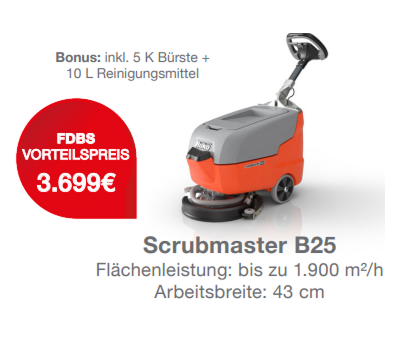 Bonus: inkl. 5 K Bürste +
10 L Reinigungsmittel
FDBS
VORTEILSPREIS
3.699€
Scrubmaster B25
Flächenleistung: bis zu 1.900 m²/h
Arbeitsbreite: 43 cm